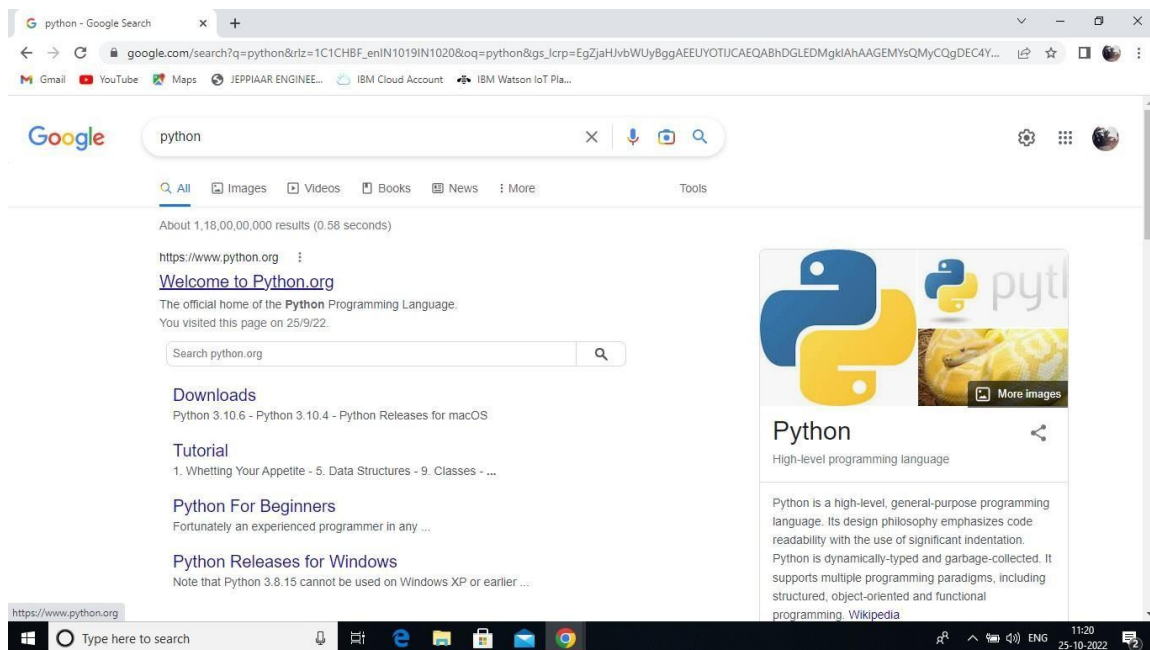 python - Google Search
google.com/search?q=python&rlz=1C1CHBF_enIN1019IN1020&oq=python&gs_lcrp=EgZjaHJvbWUyBggAEEUYOTIJCAEQABhDGLEDMgkIAhAAGEMYsQMyCQgDEC4Y...
Gmail YouTube Maps JEPPIAAR ENGINEE... IBM Cloud Account IBM Watson IoT Pla...
Google python
All Images Videos Books News More Tools
About 1,18,00,00,000 results (0.58 seconds)
https://www.python.org
Welcome to Python.org
The official home of the Python Programming Language.
You visited this page on 25/9/22.
Search python.org
Downloads
Python 3.10.6 - Python 3.10.4 - Python Releases for macOS
Tutorial
1. Whetting Your Appetite - 5. Data Structures - 9. Classes - ...
Python For Beginners
Fortunately an experienced programmer in any ...
Python Releases for Windows
Note that Python 3.8.15 cannot be used on Windows XP or earlier ...
pytl
More images
Python
High-level programming language
Python is a high-level, general-purpose programming
language. Its design philosophy emphasizes code
readability with the use of significant indentation.
Python is dynamically-typed and garbage-collected. It
supports multiple programming paradigms, including
structured, object-oriented and functional
programming. Wikipedia
https://www.python.org
Type here to search
ENG
11:20
25-10-2022
2